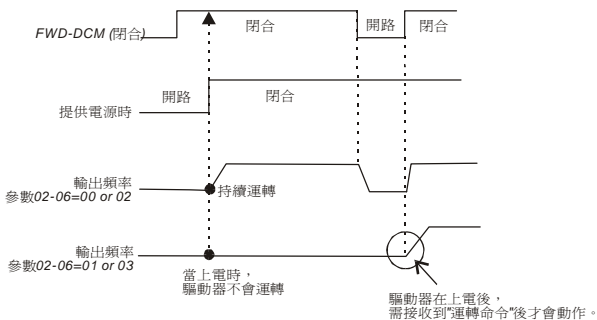 閉合 開路 閉合
FWD-DCM (閉合)
開路 閉合
提供電源時
輸出頻率
參數02-06=00 or 02
持續運轉
輸出頻率
參數02-06=01 or 03
當上電時，
驅動器不會運轉
驅動器在上電後，
需接收到"運轉命令"後才會動作。